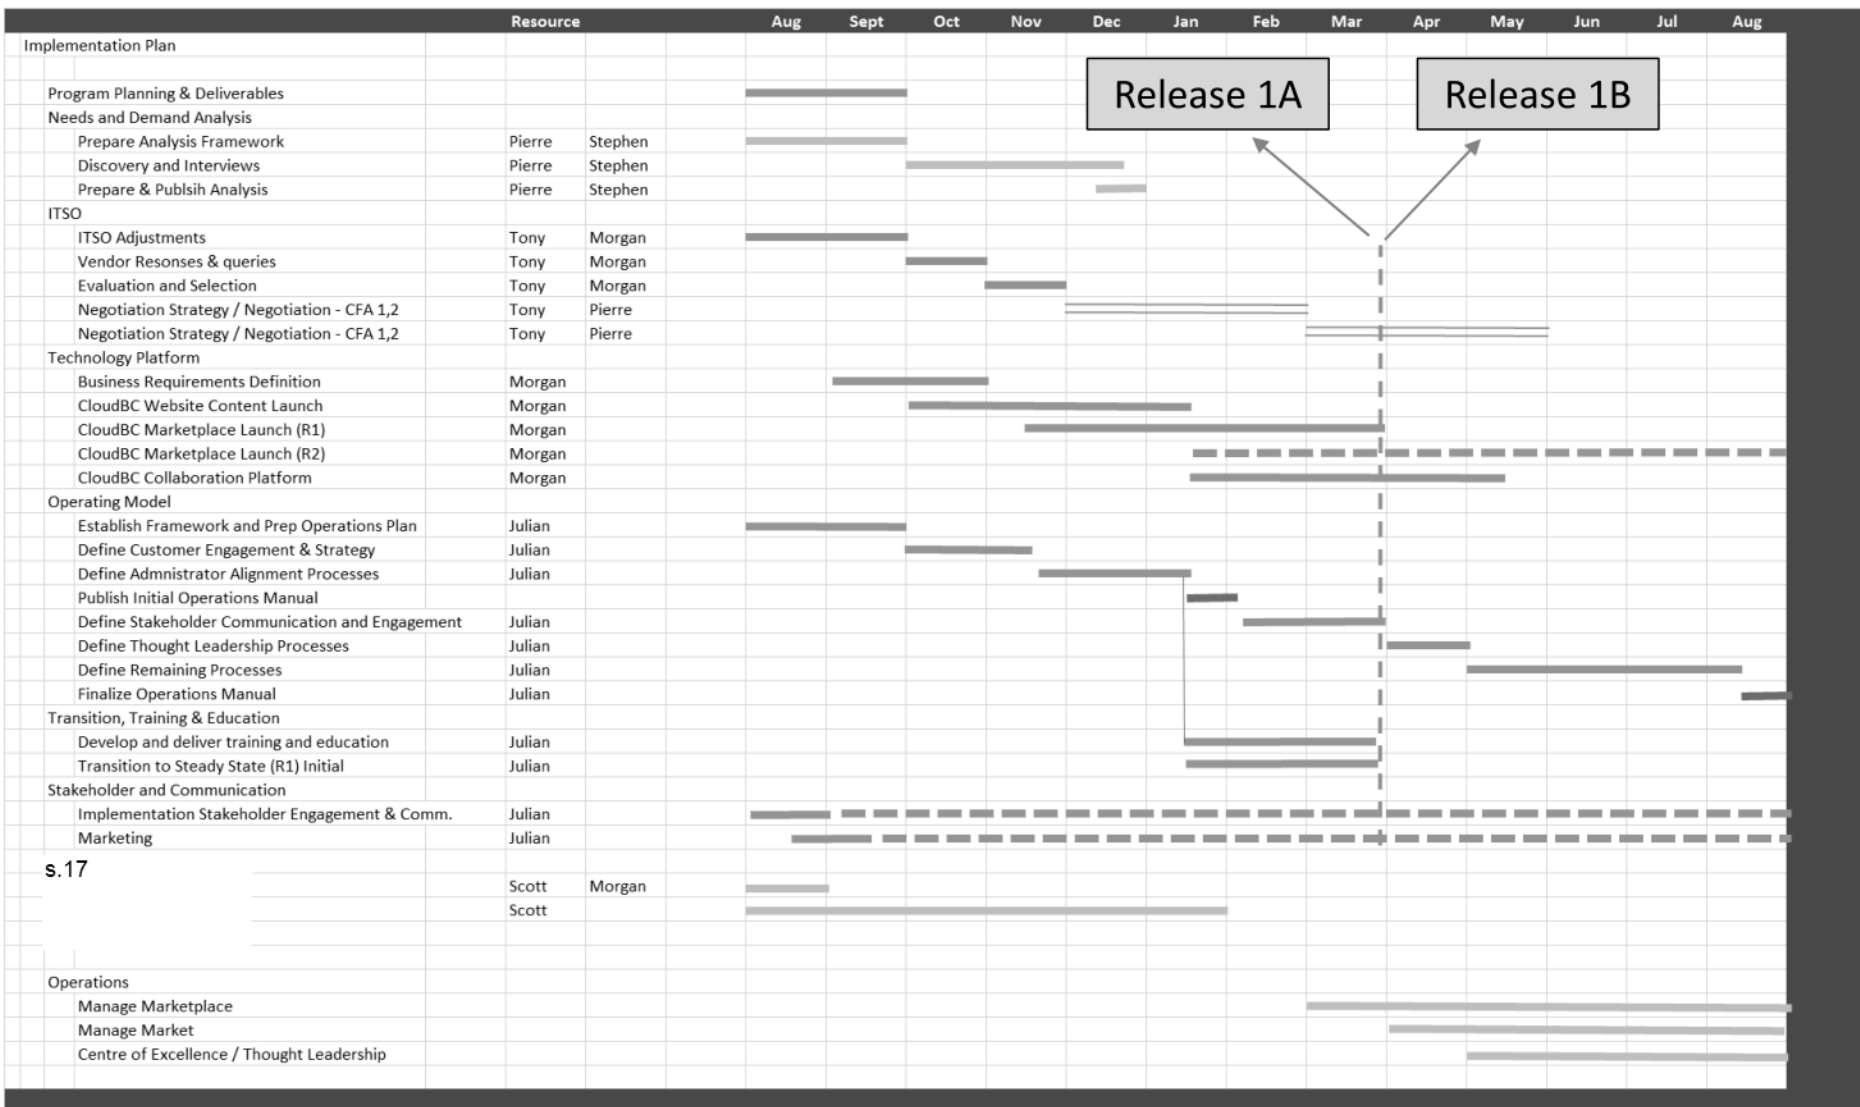 Resource Aug Sept Oct Nov Dec Jan Feb Mar Apr May Jun Jul Aug
Implementation Plan
Release 1A Release 1B
Program Planning & Deliverables
Needs and Demand Analysis
Prepare Analysis Framework Pierre Stephen
Discovery and Interviews Pierre Stephen
Prepare & Publsih Analysis Pierre Stephen
ITSO
ITSO Adjustments Tony Morgan
Vendor Resonses & queries Tony Morgan
Evaluation and Selection Tony Morgan
Negotiation Strategy / Negotiation - CFA 1,2 Tony Pierre
Negotiation Strategy / Negotiation - CFA 1,2 Tony Pierre
Technology Platform
Business Requirements Definition Morgan
CloudBC Website Content Launch Morgan
CloudBC Marketplace Launch (R1) Morgan
CloudBC Marketplace Launch (R2) Morgan
CloudBC Collaboration Platform Morgan
Operating Model
Establish Framework and Prep Operations Plan Julian
Define Customer Engagement & Strategy Julian
Define Admnistrator Alignment Processes Julian
Publish Initial Operations Manual
Define Stakeholder Communication and Engagement Julian
Define Thought Leadership Processes Julian
Define Remaining Processes Julian
Finalize Operations Manual Julian
Transition, Training & Education
Develop and deliver training and education Julian
Transition to Steady State (R1) Initial Julian
Stakeholder and Communication
Implementation Stakeholder Engagement & Comm. Julian
Marketing Julian
s.17
Scott Morgan
Scott
Operations
Manage Marketplace
Manage Market
Centre of Excellence / Thought Leadership